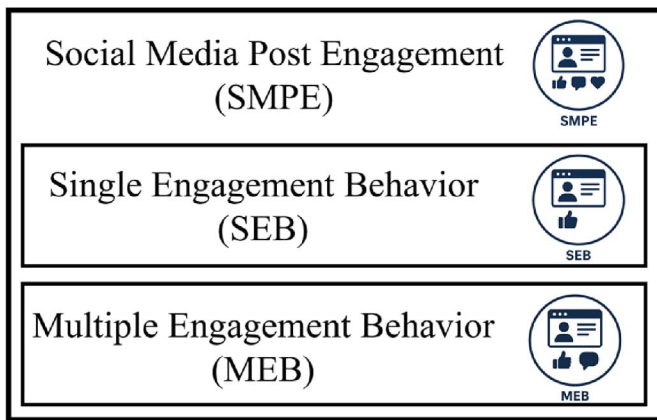 Social Media Post Engagement
(SMPE)
SMPE
Single Engagement Behavior
(SEB)
SEB
Multiple Engagement Behavior
(MEB)
MEB